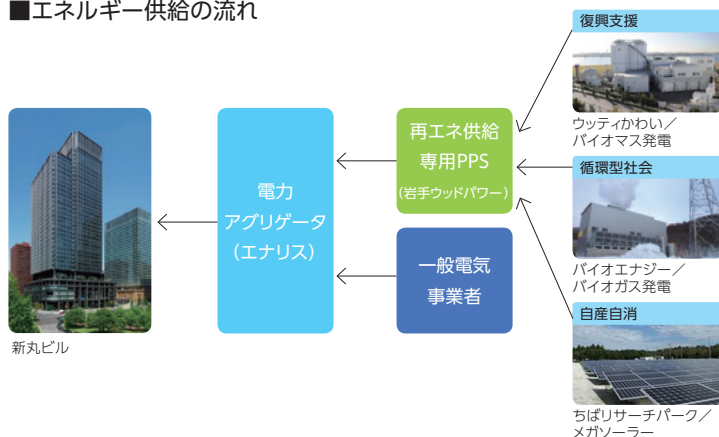 ■エネルギー供給の流れ
復興支援
ウッティかわい／
バイオマス発電
循環型社会
バイオエナジー／
バイオガス発電
自産自消
ちばリサーチパーク／
メガソーラー
再エネ供給
専用PPS
(岩手ウッドパワー)
一般電気
事業者
電力
アグリゲータ
(エナリス)
新丸ビル